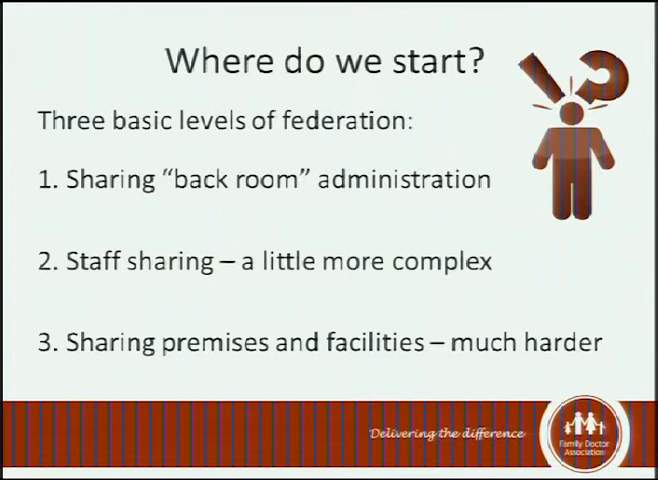 Where do we start?
Three basic levels of federation:
1. Sharing “back room” administration
2. Staff sharing – a little more complex
3. Sharing premises and facilities – much harder
Delivering the difference
Family Doctor
Association